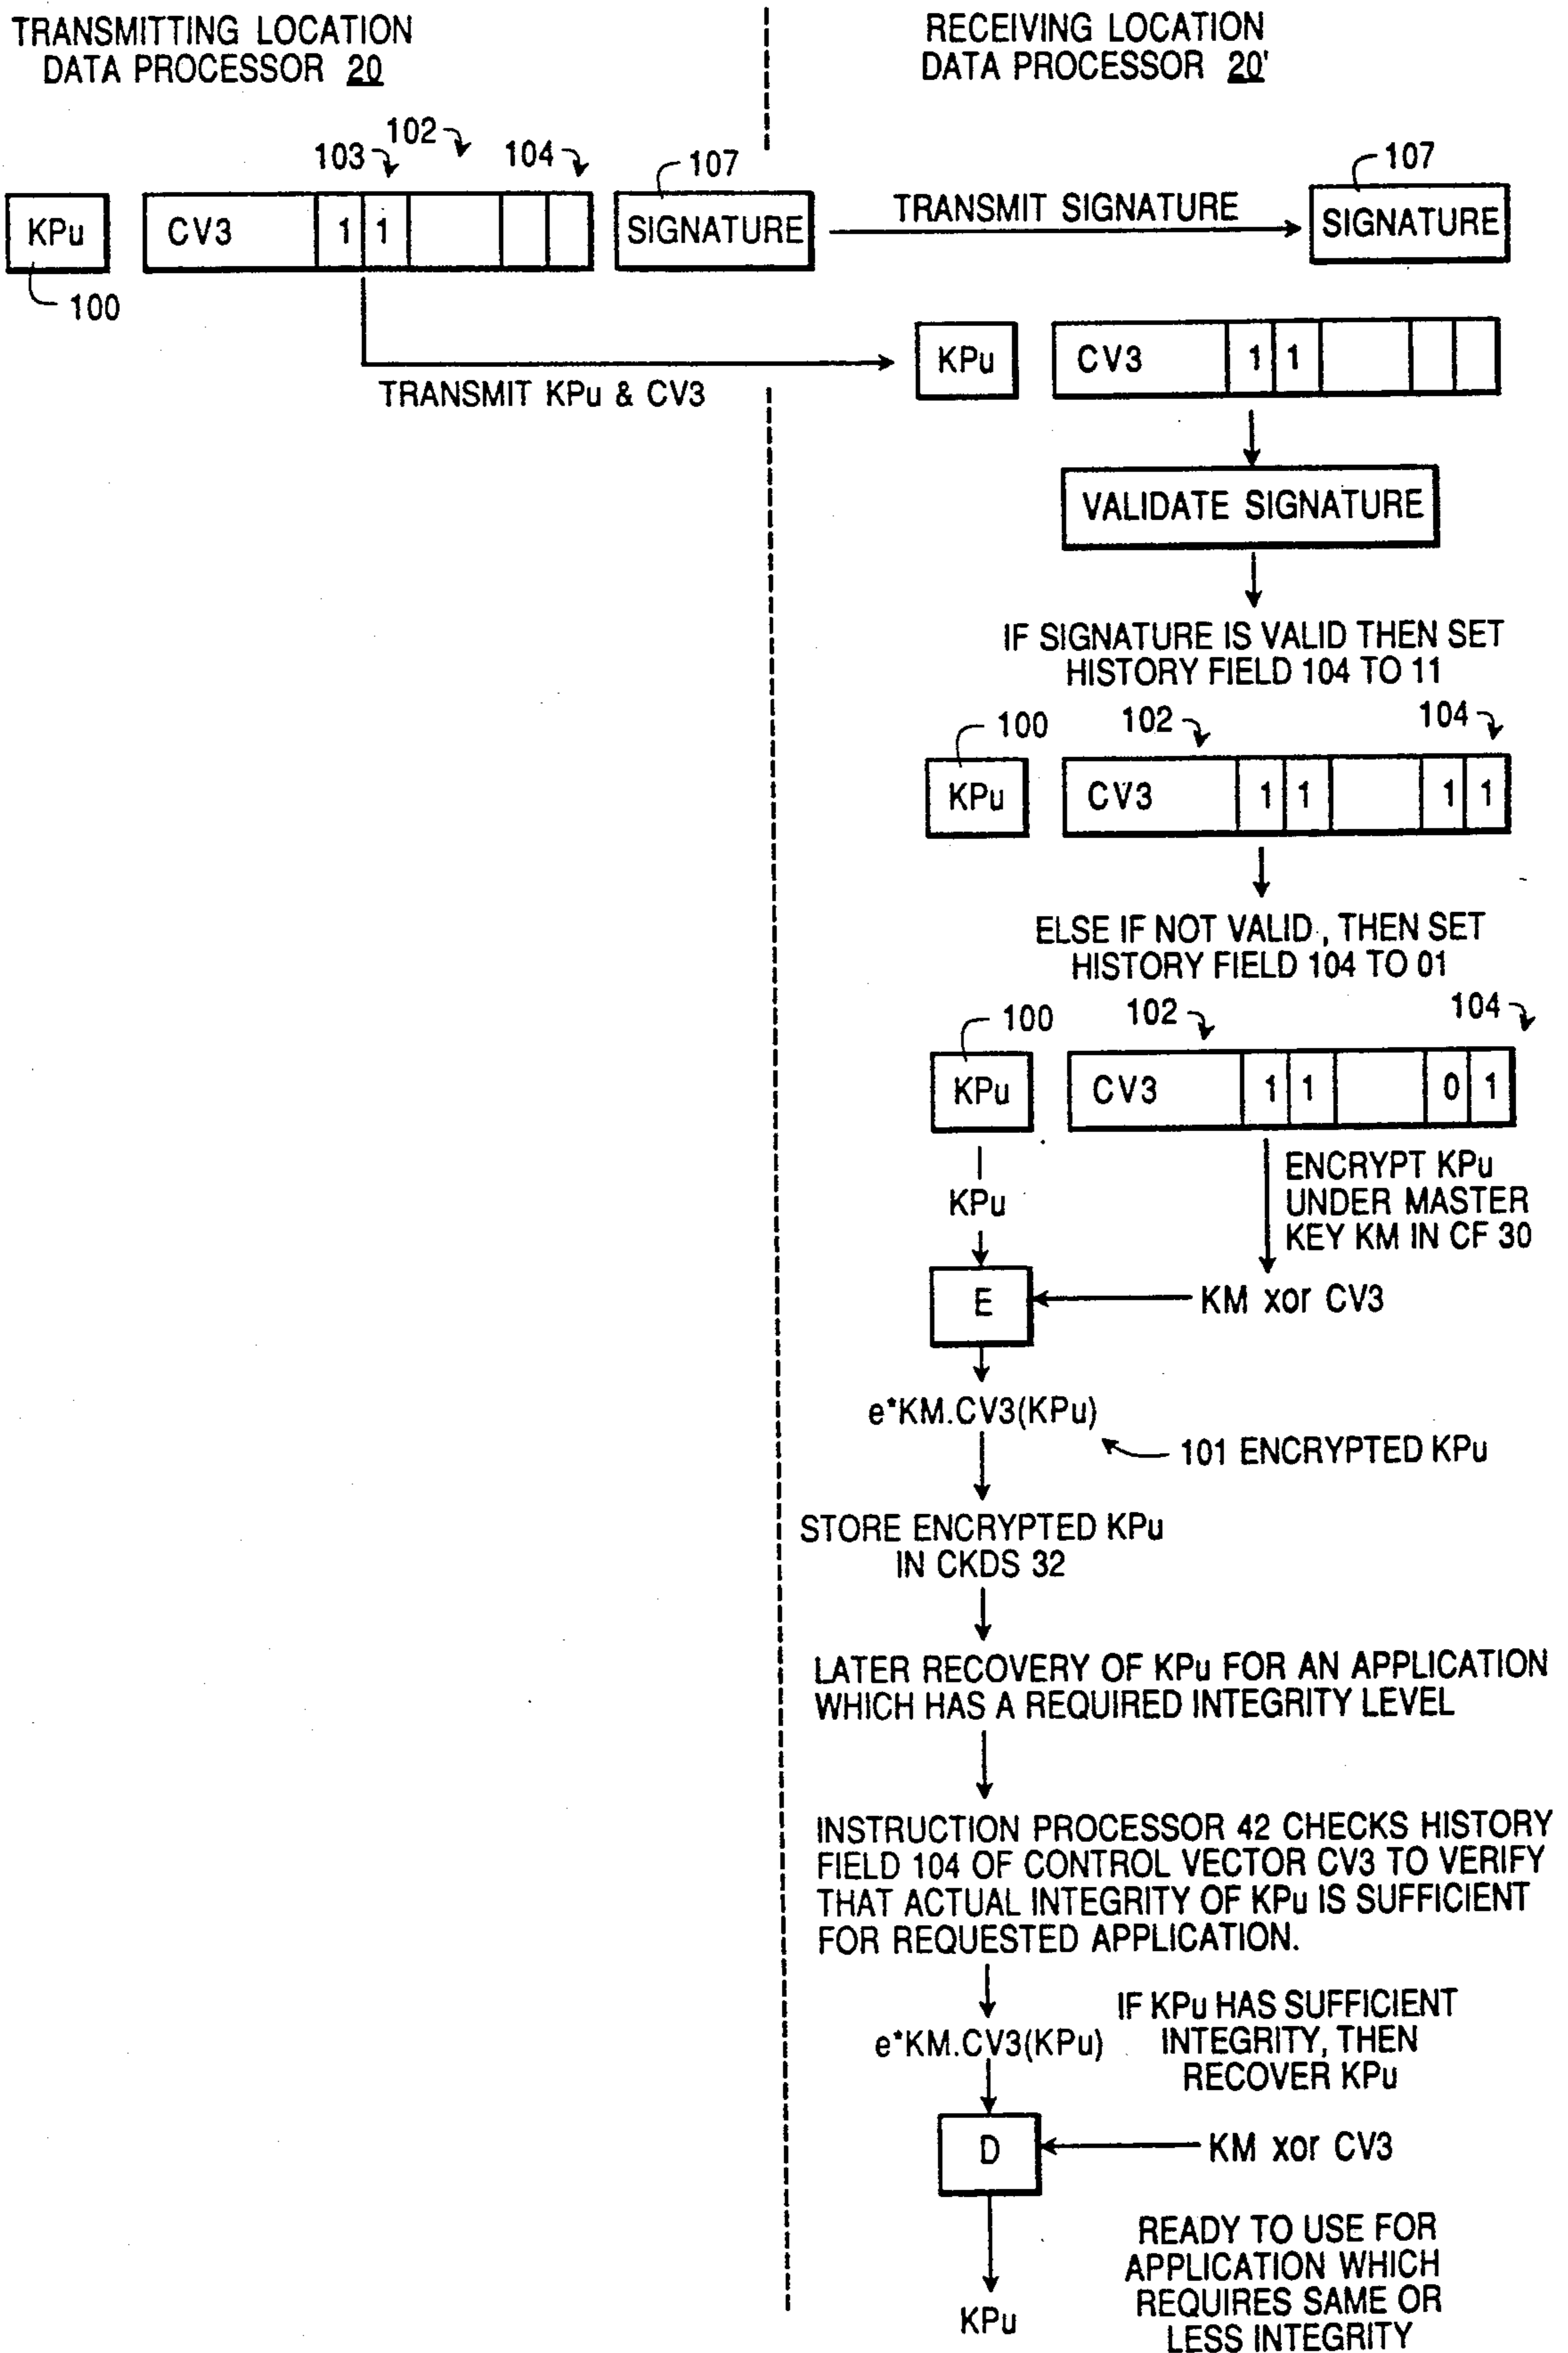 TRANSMITTING LOCATION
DATA PROCESSOR 20
RECEIVING LOCATION
DATA PROCESSOR 20'
103
102
104
107
107
KPu
CV3
1
1
SIGNATURE
TRANSMIT SIGNATURE
SIGNATURE
100
TRANSMIT KPu & CV3
KPu
CV3
1
1
VALIDATE SIGNATURE
IF SIGNATURE IS VALID THEN SET
HISTORY FIELD 104 TO 11
100
102
104
KPu
CV3
1
1
1
1
ELSE IF NOT VALID, THEN SET
HISTORY FIELD 104 TO 01
100
102
104
KPu
CV3
1
1
0
1
KPu
ENCRYPT KPu
UNDER MASTER
KEY KM IN CF 30
E
KM xor CV3
e*KM.CV3(KPu)
101 ENCRYPTED KPu
STORE ENCRYPTED KPu
IN CKDS 32
LATER RECOVERY OF KPu FOR AN APPLICATION
WHICH HAS A REQUIRED INTEGRITY LEVEL
INSTRUCTION PROCESSOR 42 CHECKS HISTORY
FIELD 104 OF CONTROL VECTOR CV3 TO VERIFY
THAT ACTUAL INTEGRITY OF KPu IS SUFFICIENT
FOR REQUESTED APPLICATION.
e*KM.CV3(KPu)
IF KPu HAS SUFFICIENT
INTEGRITY, THEN
RECOVER KPu
D
KM xor CV3
KPu
READY TO USE FOR
APPLICATION WHICH
REQUIRES SAME OR
LESS INTEGRITY